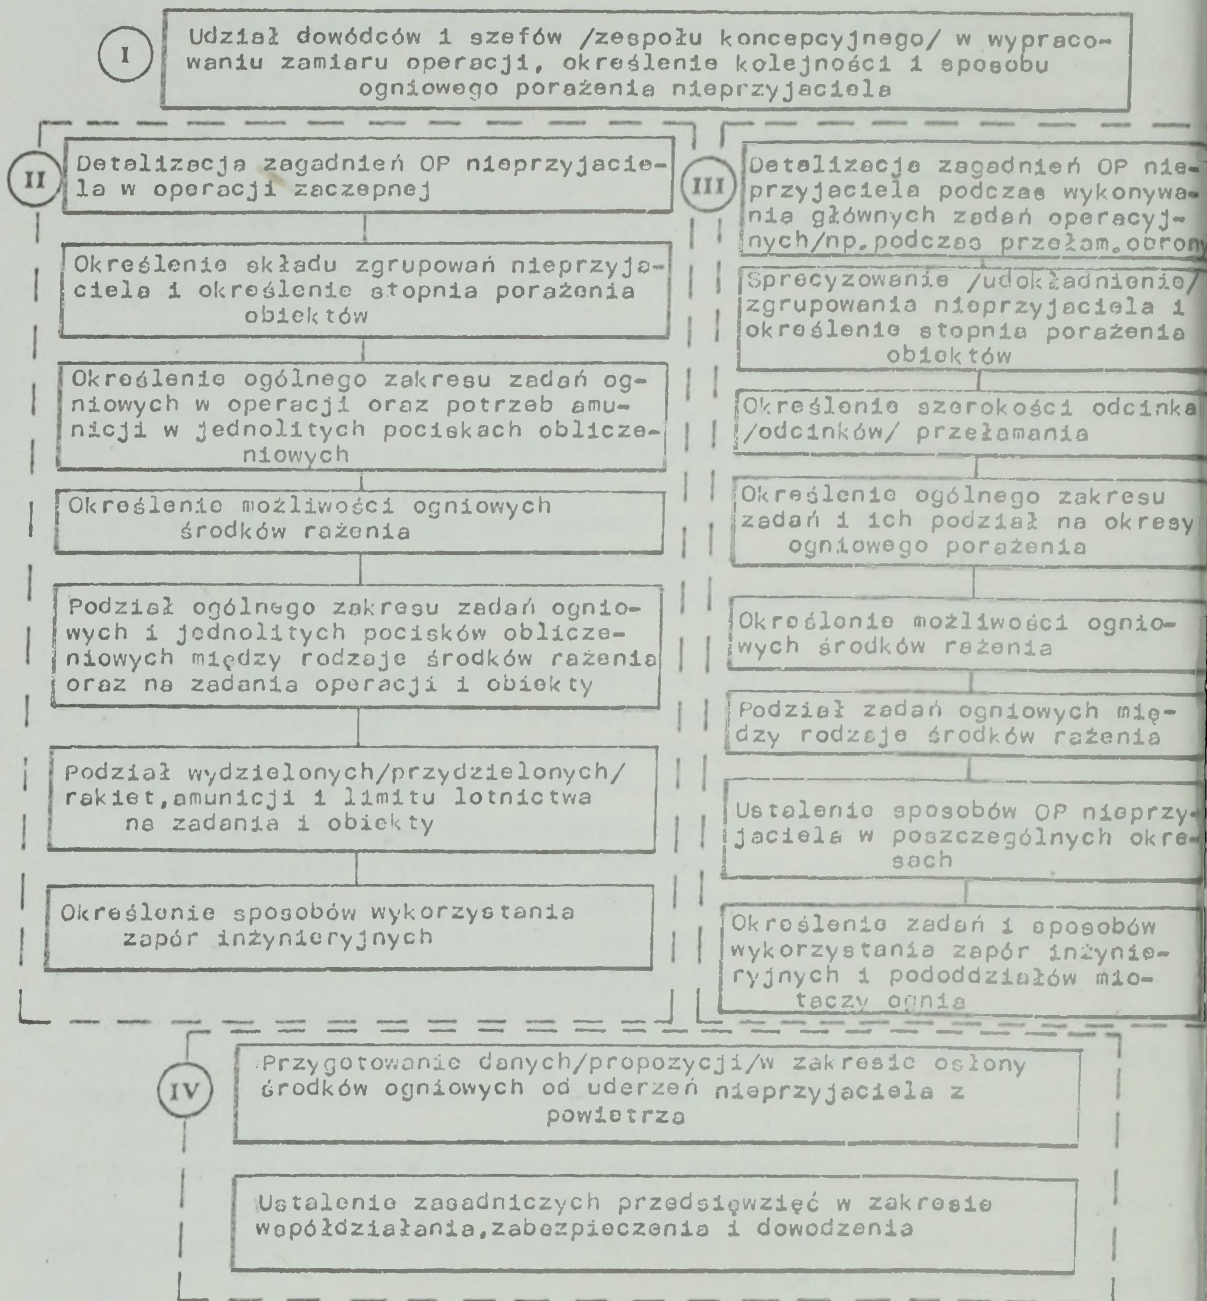 I
Udział dowódców i szefów /zespołu koncepcyjnego/ w wypraco-
waniu zamiaru operacji, określenie kolejności i sposobu
ogniowego porażenia nieprzyjaciela
II
Detalizacja zagadnień OP nieprzyjacie-
la w operacji zaczepnej
Określenie składu zgrupowań nieprzyja-
ciela i określenie stopnia porażenia
obiektów
Określenie ogólnego zakresu zadań og-
niowych w operacji oraz potrzeb amu-
nicji w jednolitych pociskach oblicze-
niowych
Określenie możliwości ogniowych
środków rażenia
Podział ogólnego zakresu zadań ognio-
wych i jednolitych pocisków oblicze-
niowych między rodzaje środków rażenia
oraz na zadania operacji i obiekty
Podział wydzielonych/przydzielonych/
rakiet,amunicji i limitu lotnictwa
na zadania i obiekty
Określenie sposobów wykorzystania
zapór inżynieryjnych
III
Detalizacja zagadnień OP nie-
przyjaciela podczas wykonywa-
nia głównych zadań operacyj-
nych/np.podczas przełam.obrony
Sprecyzowanie /udokładnienie/
zgrupowania nieprzyjaciela i
określenie stopnia porażenia
obiektów
Określenie szerokości odcinka
/odcinków/ przełamania
Określenie ogólnego zakresu
zadań i ich podział na okresy
ogniowego porażenia
Określenie możliwości ognio-
wych środków rażenia
Podział zadań ogniowych mię-
dzy rodzaje środków rażenia
Ustalenie sposobów OP nieprzy-
jaciela w poszczególnych okre-
sach
Określenie zadań i sposobów
wykorzystania zapór inżynie-
ryjnych i pododdziałów mio-
taczy ognia
IV
Przygotowanie danych/propozycji/w zakresie osłony
środków ogniowych od uderzeń nieprzyjaciela z
powietrza
Ustalenie zasadniczych przedsięwzięć w zakresie
współdziałania,zabezpieczenia i dowodzenia